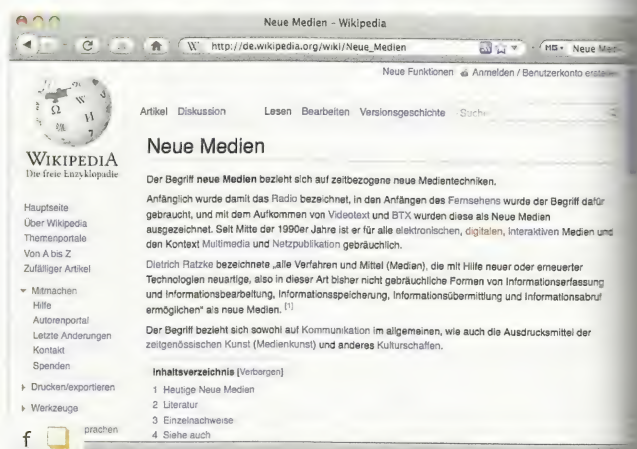 Neue Medien - Wikipedia
http://de.wikipedia.org/wiki/Neue_Medien
Neue Funktionen Anmelden / Benutzerkonto erstellen
Artikel Diskussion Lesen Bearbeiten Versionsgeschichte
WIKIPEDIA
Die freie Enzyklopädie
Hauptseite
Über Wikipedia
Themenportale
Von A bis Z
Zufälliger Artikel
Mitmachen
Hilfe
Autorenportal
Letzte Änderungen
Kontakt
Spenden
Drucken/exportieren
Werkzeuge
prachen
f
Neue Medien
Der Begriff neue Medien bezieht sich auf zeitbezogene neue Medientechniken.
Anfänglich wurde damit das Radio bezeichnet, in den Anfängen des Fernsehens wurde der Begriff dafür
gebraucht, und mit dem Aufkommen von Videotext und BTX wurden diese als Neue Medien
ausgezeichnet. Seit Mitte der 1990er Jahre ist er für alle elektronischen, digitalen, interaktiven Medien und
den Kontext Multimedia und Netzpublikation gebräuchlich.
Dietrich Ratzke bezeichnete „alle Verfahren und Mittel (Medien), die mit Hilfe neuer oder erneuerter
Technologien neuartige, also in dieser Art bisher nicht gebräuchliche Formen von Informationserfassung
und Informationsbearbeitung, Informationsspeicherung, Informationsübermittlung und Informationsabruf
ermöglichen“ als neue Medien. [1]
Der Begriff bezieht sich sowohl auf Kommunikation im allgemeinen, wie auch die Ausdrucksmittel der
zeitgenössischen Kunst (Medienkunst) und anderes Kulturschaffen.
Inhaltsverzeichnis [Verbergen]
1 Heutige Neue Medien
2 Literatur
3 Einzelnachweise
4 Siehe auch